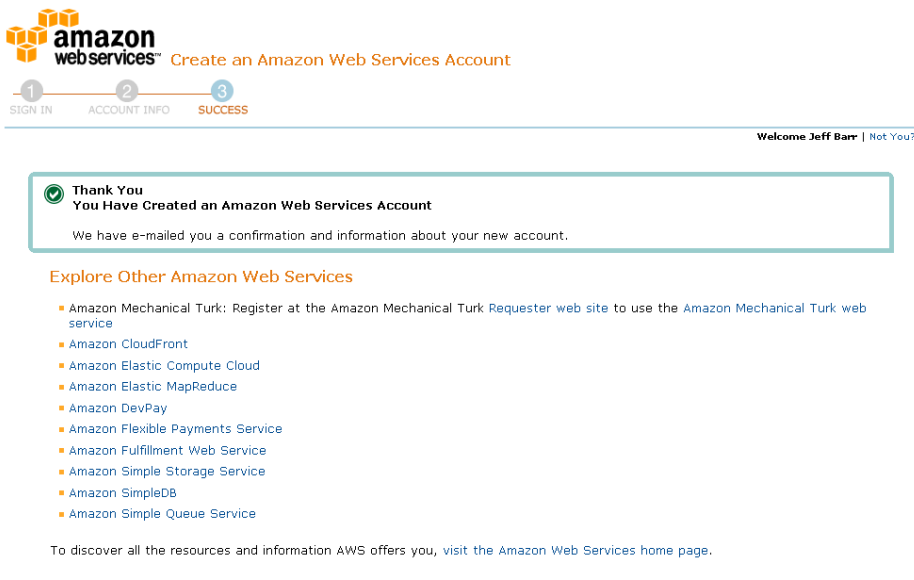 amazon
webservices™ Create an Amazon Web Services Account
1 2 3
SIGN IN ACCOUNT INFO SUCCESS
Welcome Jeff Barr | Not You?
Thank You
You Have Created an Amazon Web Services Account
We have e-mailed you a confirmation and information about your new account.
Explore Other Amazon Web Services
Amazon Mechanical Turk: Register at the Amazon Mechanical Turk Requester web site to use the Amazon Mechanical Turk web
service
Amazon CloudFront
Amazon Elastic Compute Cloud
Amazon Elastic MapReduce
Amazon DevPay
Amazon Flexible Payments Service
Amazon Fulfillment Web Service
Amazon Simple Storage Service
Amazon SimpleDB
Amazon Simple Queue Service
To discover all the resources and information AWS offers you, visit the Amazon Web Services home page.